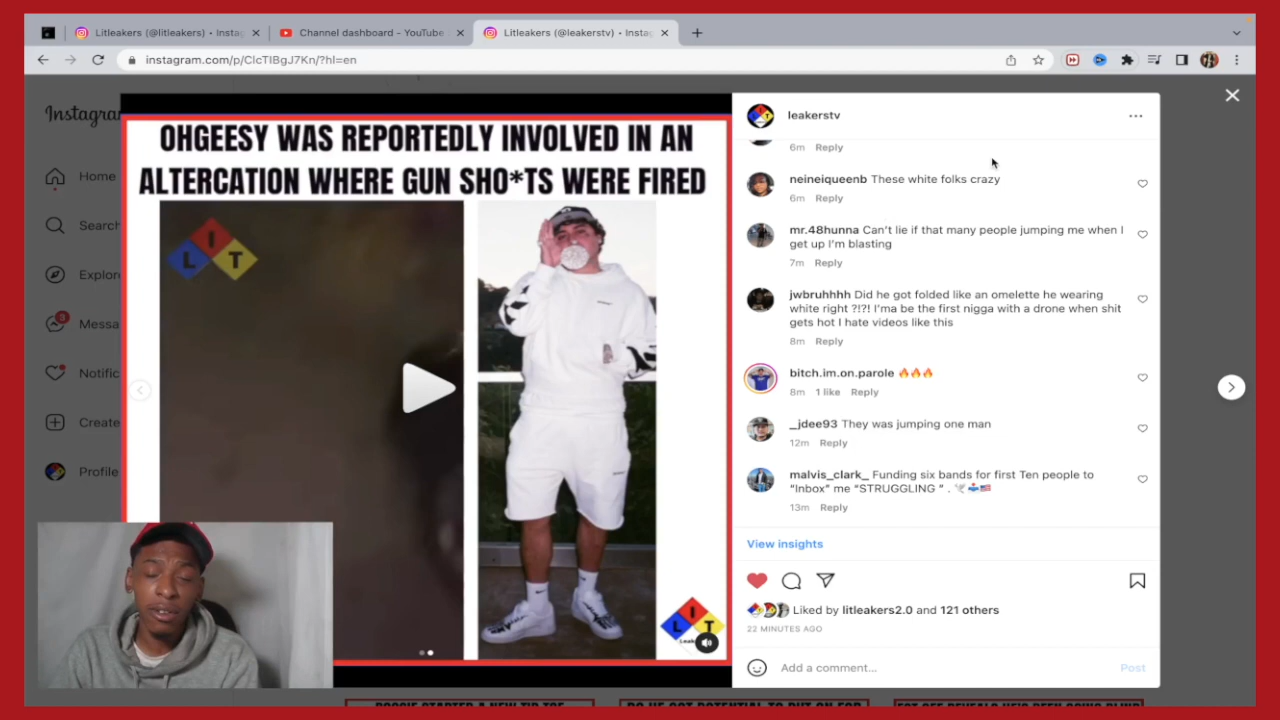 Litleakers (@litleakers) • Insta
Channel dashboard - YouTube
Litleakers (@leakerstv) • Insta
instagram.com/p/ClcTIBgJ7Kn/?hl=en
Instagra
Home
Search
Explor
3
Messa
Notific
Create
Profile
OHGEESY WAS REPORTEDLY INVOLVED IN AN
ALTERCATION WHERE GUN SHO*TS WERE FIRED
L I T
L I T
leakerstv
6m Reply
neineiqueenb These white folks crazy
6m Reply
mr.48hunna Can't lie if that many people jumping me when I
get up I'm blasting
7m Reply
jwbruhhhh Did he got folded like an omelette he wearing
white right ?!?! I'ma be the first nigga with a drone when shit
gets hot I hate videos like this
8m Reply
bitch.im.on.parole 🔥🔥🔥
8m 1 like Reply
_jdee93 They was jumping one man
12m Reply
malvis_clark_ Funding six bands for first Ten people to
“Inbox” me “STRUGGLING ” . 🕊️📥🇺🇸
13m Reply
View insights
Liked by litleakers2.0 and 121 others
22 MINUTES AGO
Add a comment...
Post